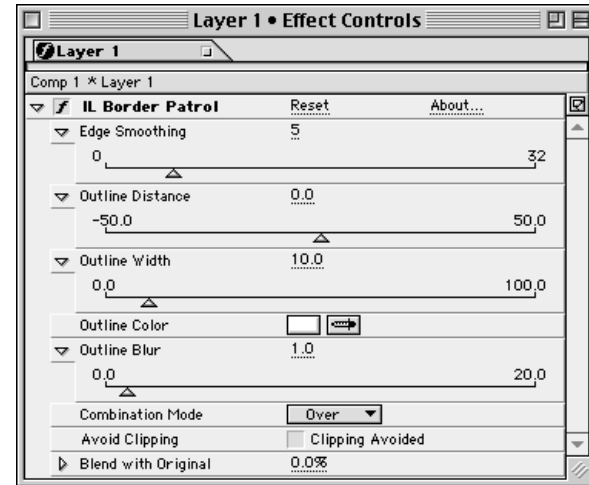 Layer 1 • Effect Controls
Layer 1
Comp 1 * Layer 1
IL Border Patrol Reset About...
Edge Smoothing 5
0 32
Outline Distance 0.0
-50.0 50.0
Outline Width 10.0
0.0 100.0
Outline Color
Outline Blur 1.0
0.0 20.0
Combination Mode Over
Avoid Clipping Clipping Avoided
Blend with Original 0.0%